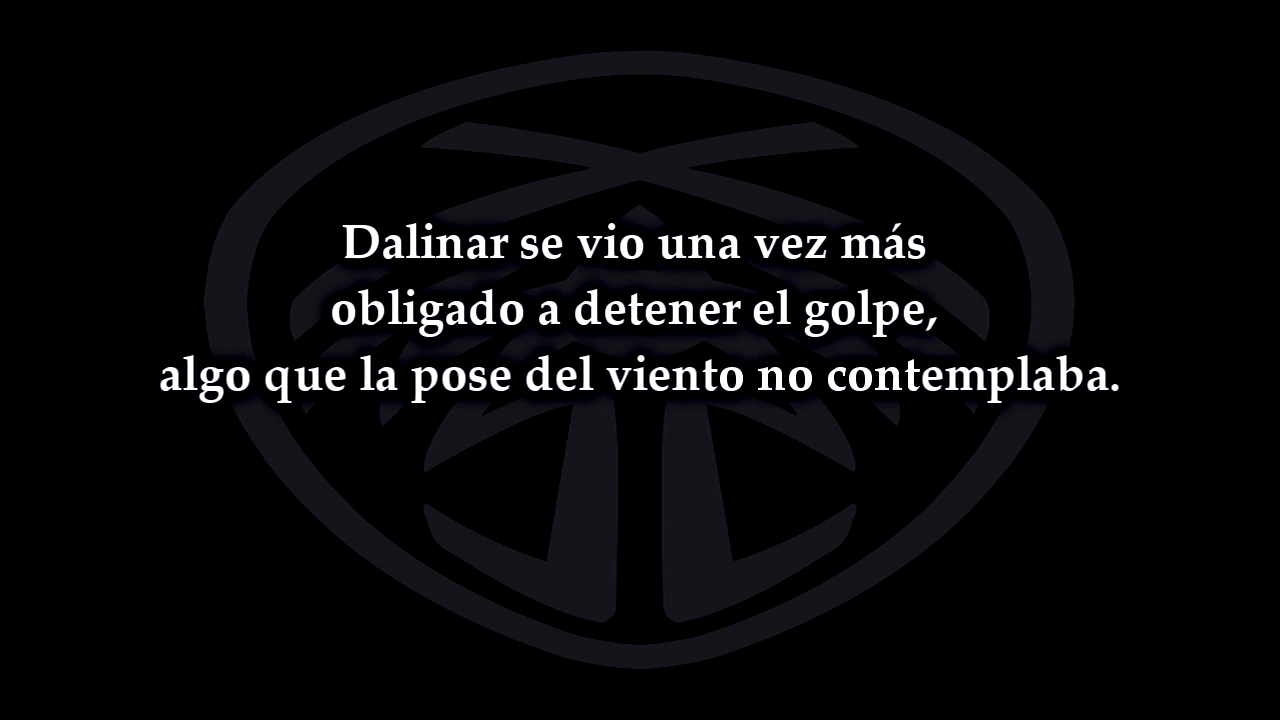 Dalinar se vio una vez más
obligado a detener el golpe,
algo que la pose del viento no contemplaba.